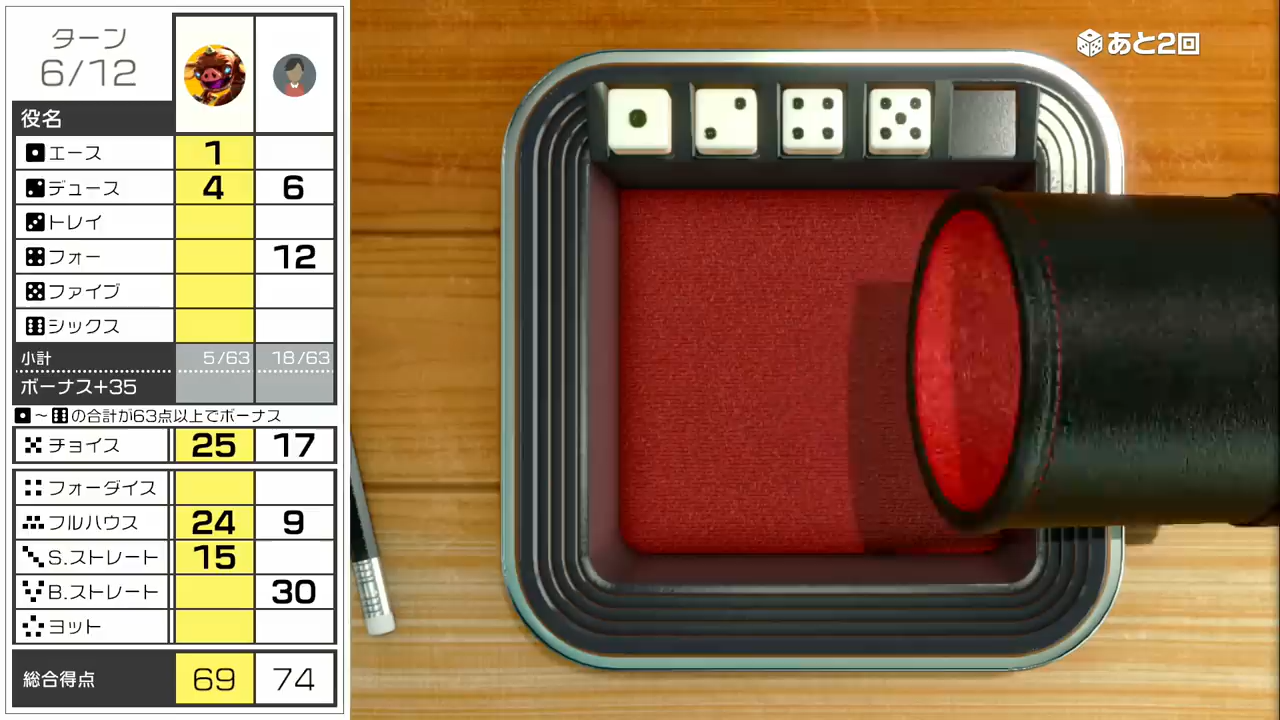 ターン
6/12
役名
エース 1
デュース 4 6
トレイ
フォー 12
ファイブ
シックス
小計 5/63 18/63
ボーナス+35
~ の合計が63点以上でボーナス
チョイス 25 17
フォーダイス
フルハウス 24 9
S.ストレート 15
B.ストレート 30
ヨット
総合得点 69 74
あと2回